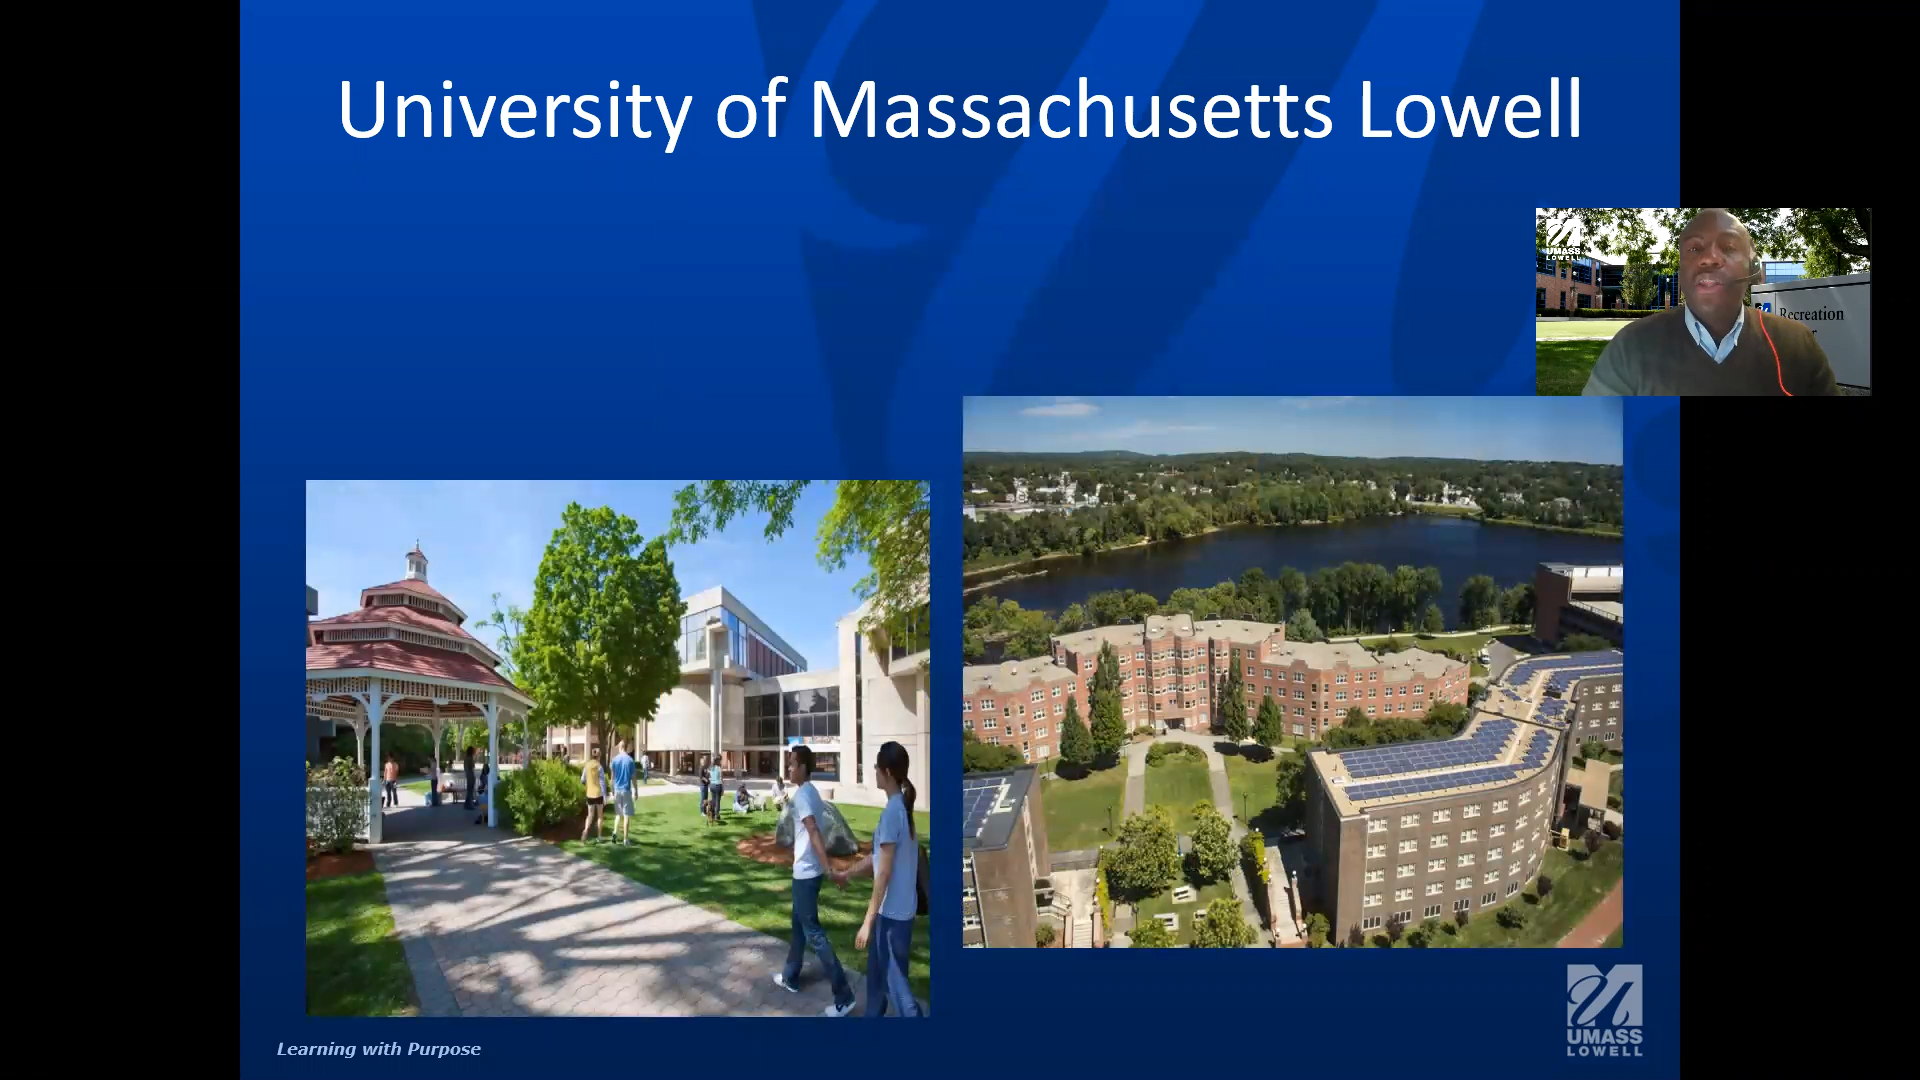 University of Massachusetts Lowell
UMASS
LOWELL
Recreation
Learning with Purpose
UMASS
LOWELL